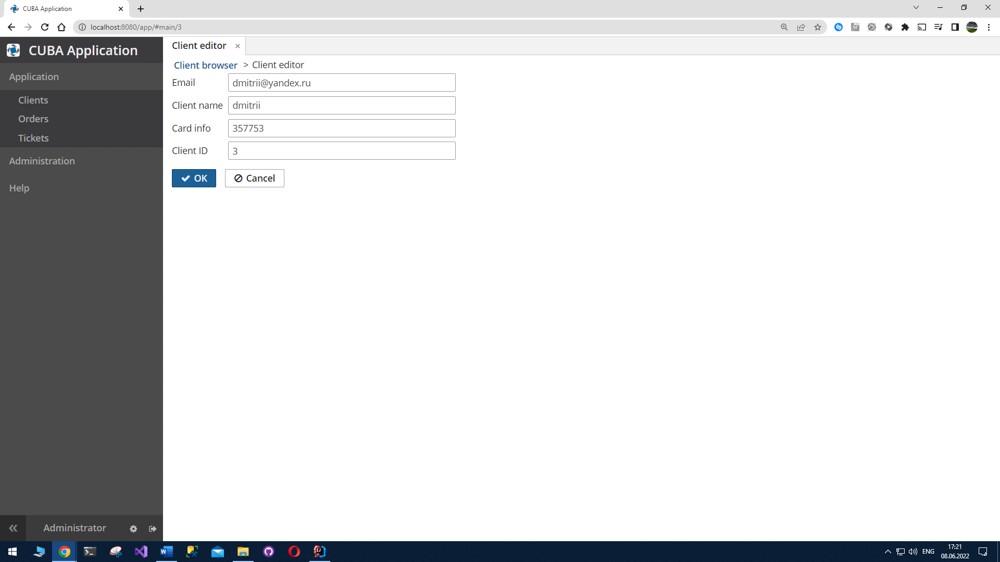 CUBA Application
localhost:8080/app/#main/3
CUBA Application
Application
Clients
Orders
Tickets
Administration
Help
Administrator
Client editor
Client browser > Client editor
Email dmitrii@yandex.ru
Client name dmitrii
Card info 357753
Client ID 3
OK Cancel
ENG
17:21
08.06.2022